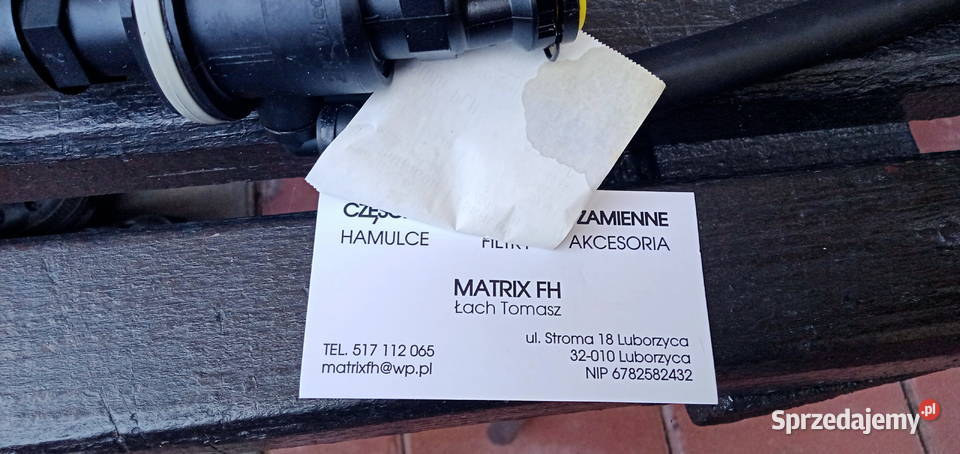 ZAMIENNE
HAMULCE FILTRY AKCESORIA
MATRIX FH
Łach Tomasz
TEL. 517 112 065
matrixfh@wp.pl
ul. Stroma 18 Luborzyca
32-010 Luborzyca
NIP 6782582432
Sprzedajemy.pl